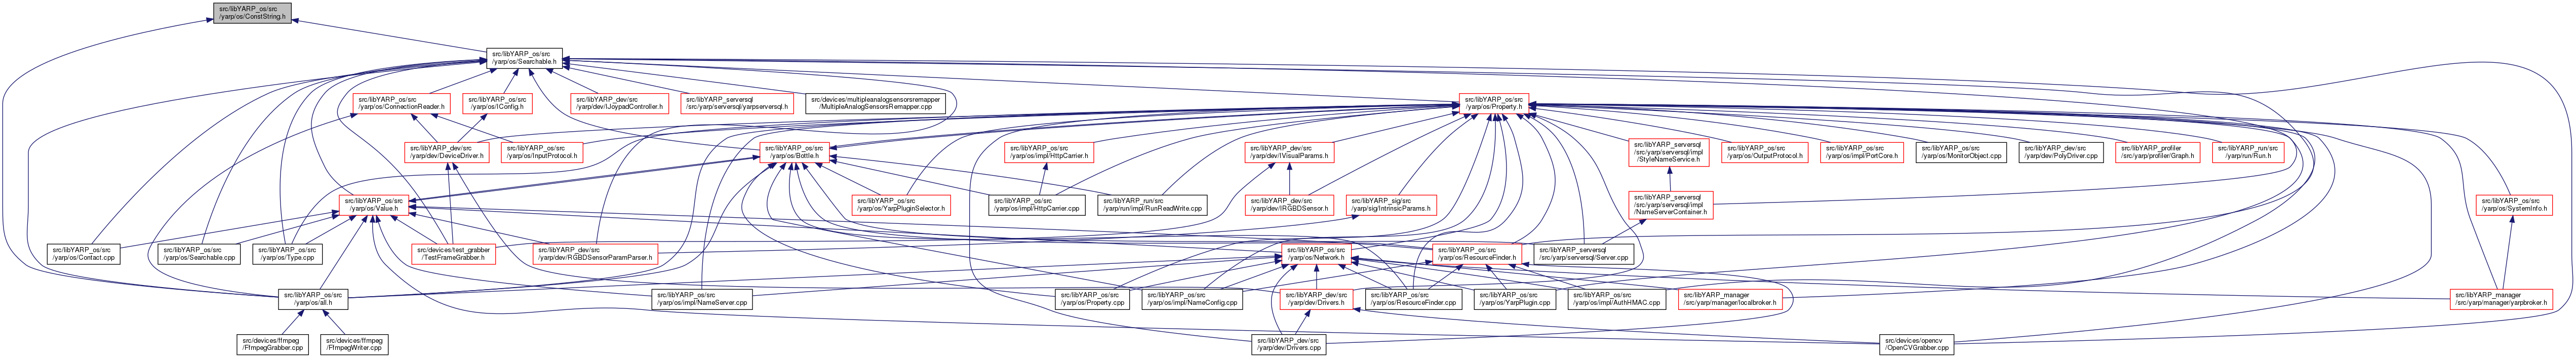 src/libYARP_os/src
/yarp/os/ConstString.h
src/libYARP_os/src
/yarp/os/Searchable.h
src/libYARP_os/src
/yarp/os/ConnectionReader.h
src/libYARP_os/src
/yarp/os/IConfig.h
src/libYARP_dev/src
/yarp/dev/IJoypadController.h
src/libYARP_serversql
/src/yarp/serversql/yarpserversql.h
src/devices/multipleanalogsensorsremapper
/MultipleAnalogSensorsRemapper.cpp
src/libYARP_os/src
/yarp/os/Property.h
src/libYARP_dev/src
/yarp/dev/DeviceDriver.h
src/libYARP_os/src
/yarp/os/InputProtocol.h
src/libYARP_os/src
/yarp/os/Bottle.h
src/libYARP_os/src
/yarp/os/impl/HttpCarrier.h
src/libYARP_dev/src
/yarp/dev/IVisualParams.h
src/libYARP_serversql
/src/yarp/serversql/impl
/StyleNameService.h
src/libYARP_os/src
/yarp/os/OutputProtocol.h
src/libYARP_os/src
/yarp/os/impl/PortCore.h
src/libYARP_os/src
/yarp/os/MonitorObject.cpp
src/libYARP_dev/src
/yarp/dev/PolyDriver.cpp
src/libYARP_profiler
/src/yarp/profiler/Graph.h
src/libYARP_run/src
/yarp/run/Run.h
src/libYARP_os/src
/yarp/os/Value.h
src/libYARP_os/src
/yarp/os/YarpPluginSelector.h
src/libYARP_os/src
/yarp/os/impl/HttpCarrier.cpp
src/libYARP_run/src
/yarp/run/impl/RunReadWrite.cpp
src/libYARP_dev/src
/yarp/dev/IRGBDSensor.h
src/libYARP_sig/src
/yarp/sig/IntrinsicParams.h
src/libYARP_serversql
/src/yarp/serversql/impl
/NameServerContainer.h
src/libYARP_os/src
/yarp/os/SystemInfo.h
src/libYARP_os/src
/yarp/os/Contact.cpp
src/libYARP_os/src
/yarp/os/Searchable.cpp
src/libYARP_os/src
/yarp/os/Type.cpp
src/devices/test_grabber
/TestFrameGrabber.h
src/libYARP_dev/src
/yarp/dev/RGBDSensorParamParser.h
src/libYARP_os/src
/yarp/os/Network.h
src/libYARP_os/src
/yarp/os/ResourceFinder.h
src/libYARP_serversql
/src/yarp/serversql/Server.cpp
src/libYARP_os/src
/yarp/os/all.h
src/libYARP_os/src
/yarp/os/impl/NameServer.cpp
src/libYARP_os/src
/yarp/os/Property.cpp
src/libYARP_os/src
/yarp/os/impl/NameConfig.cpp
src/libYARP_dev/src
/yarp/dev/Drivers.h
src/libYARP_os/src
/yarp/os/ResourceFinder.cpp
src/libYARP_os/src
/yarp/os/YarpPlugin.cpp
src/libYARP_os/src
/yarp/os/impl/AuthHMAC.cpp
src/libYARP_manager
/src/yarp/manager/localbroker.h
src/libYARP_manager
/src/yarp/manager/yarpbroker.h
src/devices/ffmpeg
/FfmpegGrabber.cpp
src/devices/ffmpeg
/FfmpegWriter.cpp
src/libYARP_dev/src
/yarp/dev/Drivers.cpp
src/devices/opencv
/OpenCVGrabber.cpp